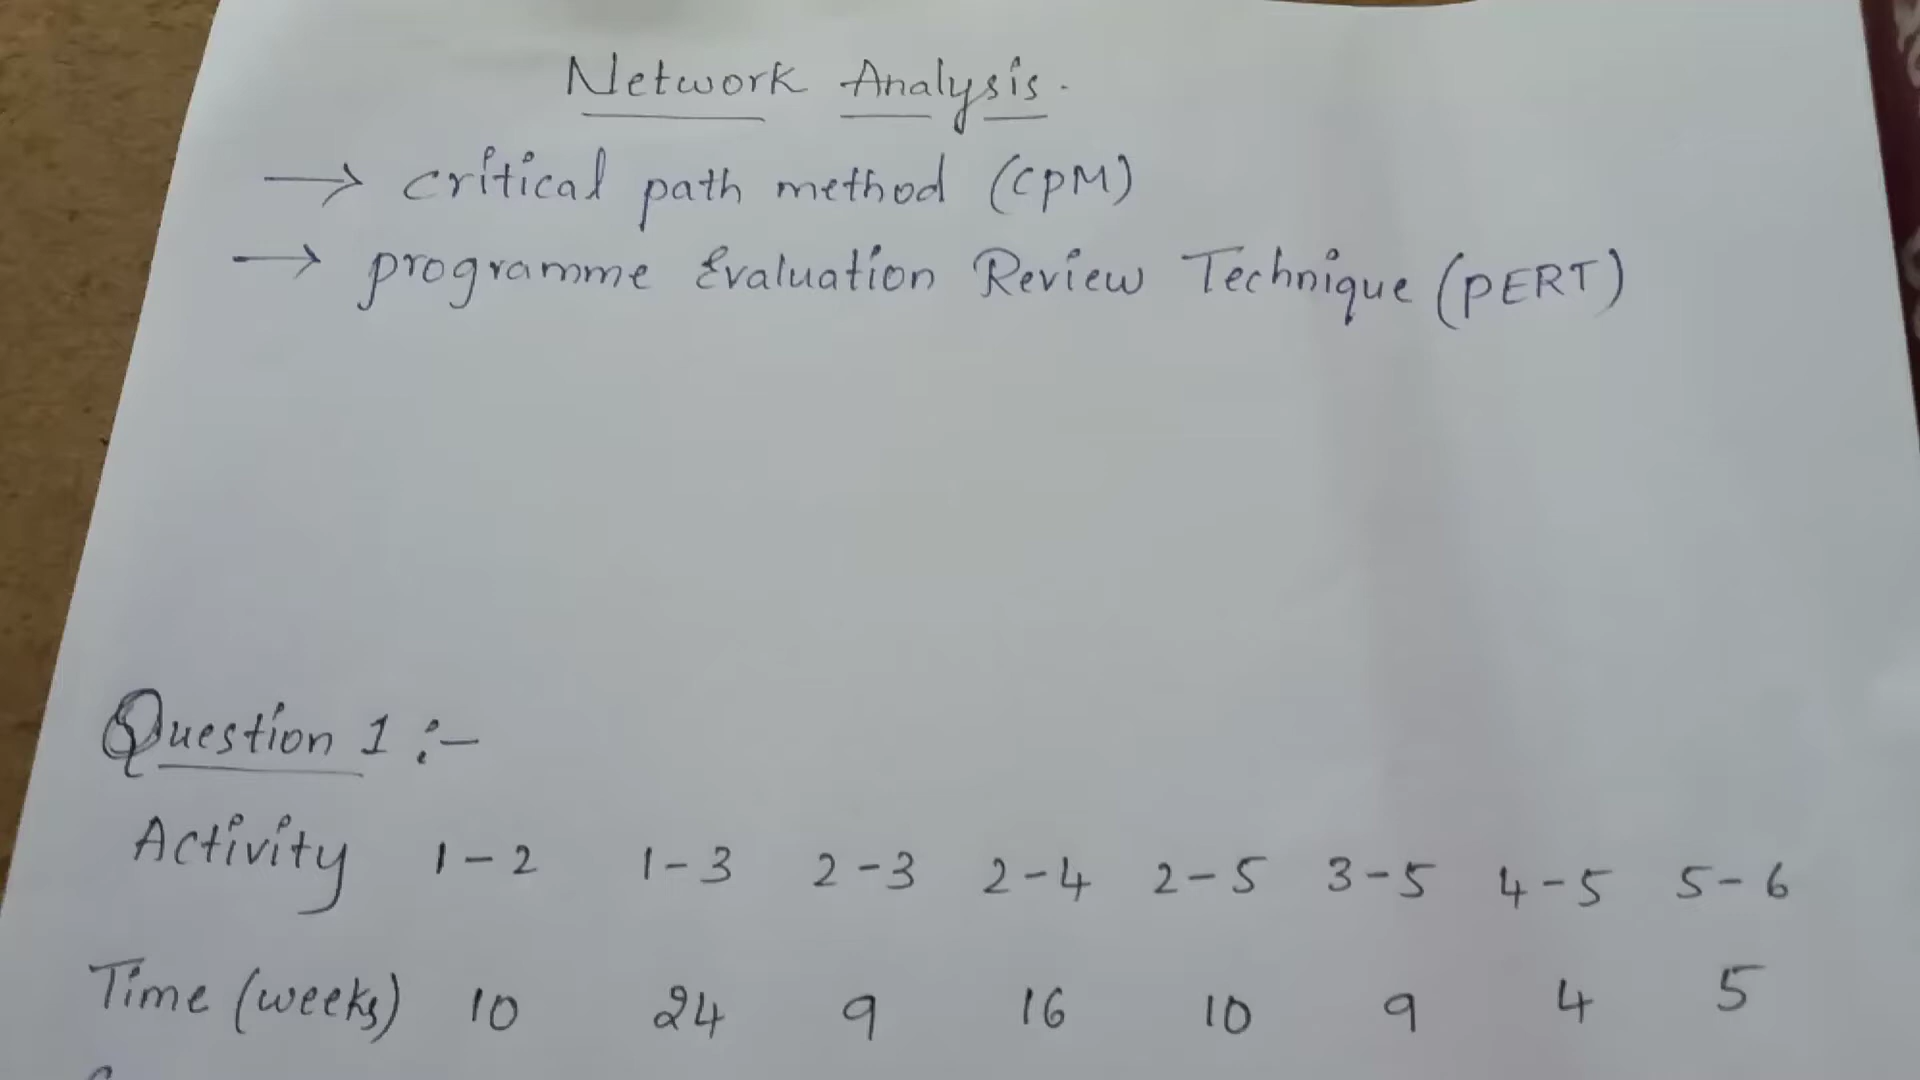 Network Analysis.
→ critical path method (CPM)
→ programme Evaluation Review Technique (PERT)
Question 1 :-
Activity 1-2 1-3 2-3 2-4 2-5 3-5 4-5 5-6
Time (weeks) 10 24 9 16 10 9 4 5